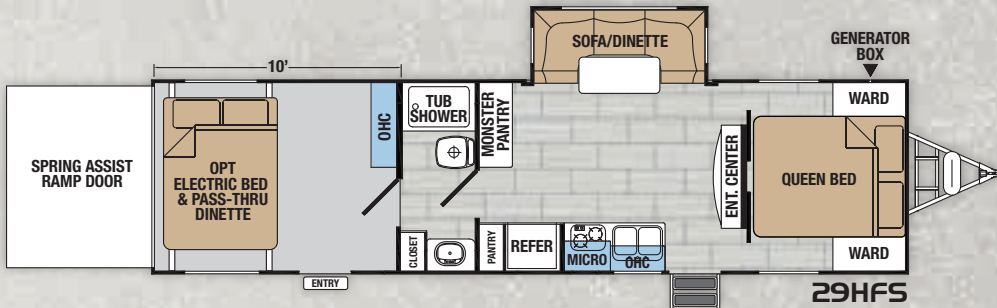 SOFA/DINETTE
GENERATOR
BOX
10'
WARD
TUB
SHOWER
MONSTER
PANTRY
OHC
SPRING ASSIST
RAMP DOOR
OPT
ELECTRIC BED
& PASS-THRU
DINETTE
ENT. CENTER
QUEEN BED
CLOSET
PANTRY
REFER
MICRO
OHC
WARD
ENTRY
29HFS